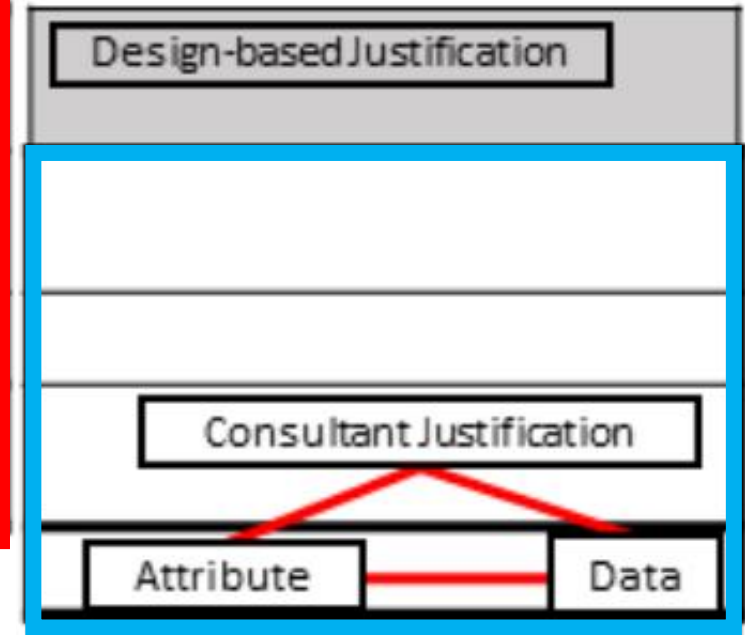 Design-based Justification
Consultant Justification
Attribute
Data